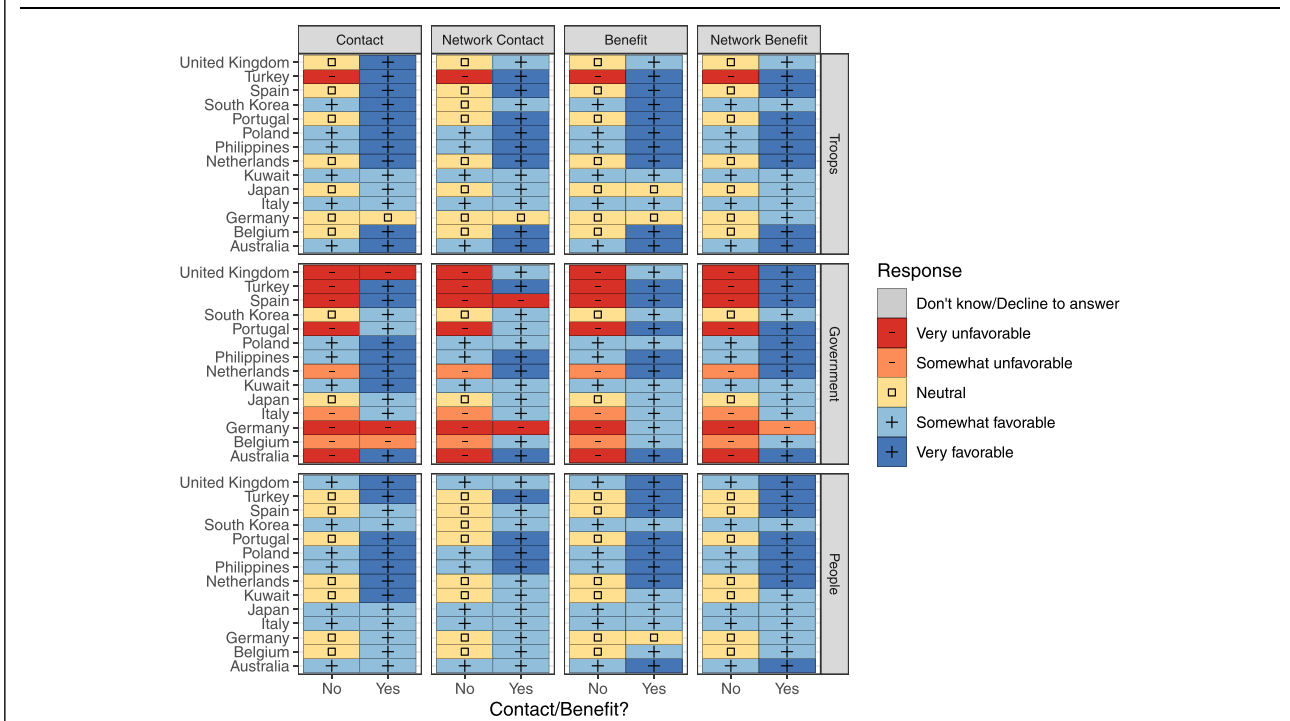 Contact Network Contact Benefit Network Benefit
United Kingdom
Turkey
Spain
South Korea
Portugal
Poland
Philippines
Netherlands
Kuwait
Japan
Italy
Germany
Belgium
Australia
Troops
United Kingdom
Turkey
Spain
South Korea
Portugal
Poland
Philippines
Netherlands
Kuwait
Japan
Italy
Germany
Belgium
Australia
Government
United Kingdom
Turkey
Spain
South Korea
Portugal
Poland
Philippines
Netherlands
Kuwait
Japan
Italy
Germany
Belgium
Australia
People
No Yes No Yes No Yes No Yes
Contact/Benefit?
Response
Don't know/Decline to answer
Very unfavorable
Somewhat unfavorable
Neutral
Somewhat favorable
Very favorable